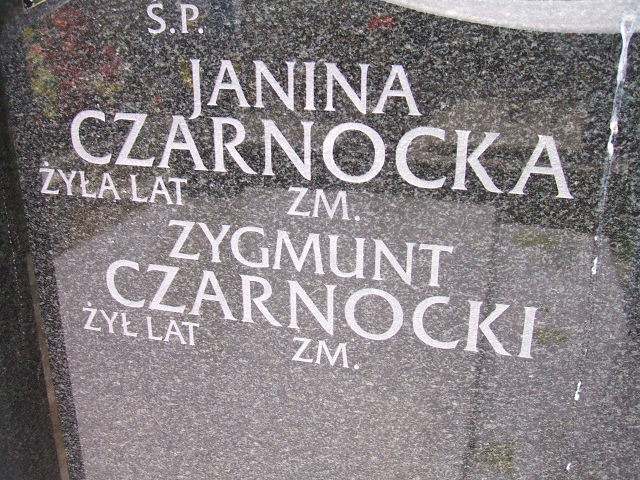 Ś.P.
JANINA
CZARNOCKA
ŻYŁA LAT ZM.
ZYGMUNT
CZARNOCKI
ŻYŁ LAT ZM.